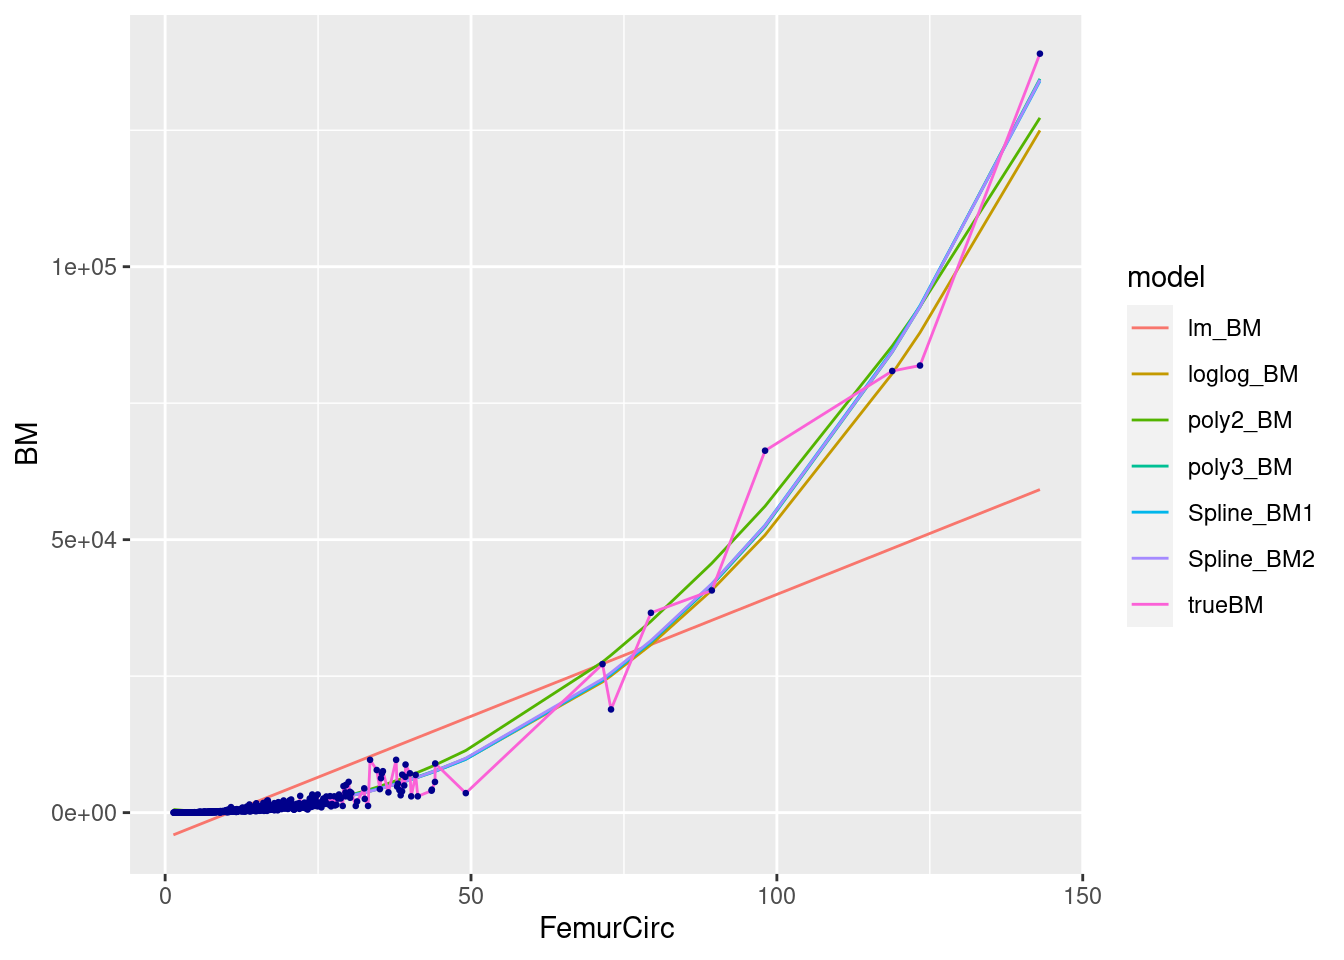 1e+05
5e+04
0e+00
BM
0
50
100
150
FemurCirc
model
lm_BM
loglog_BM
poly2_BM
poly3_BM
Spline_BM1
Spline_BM2
trueBM